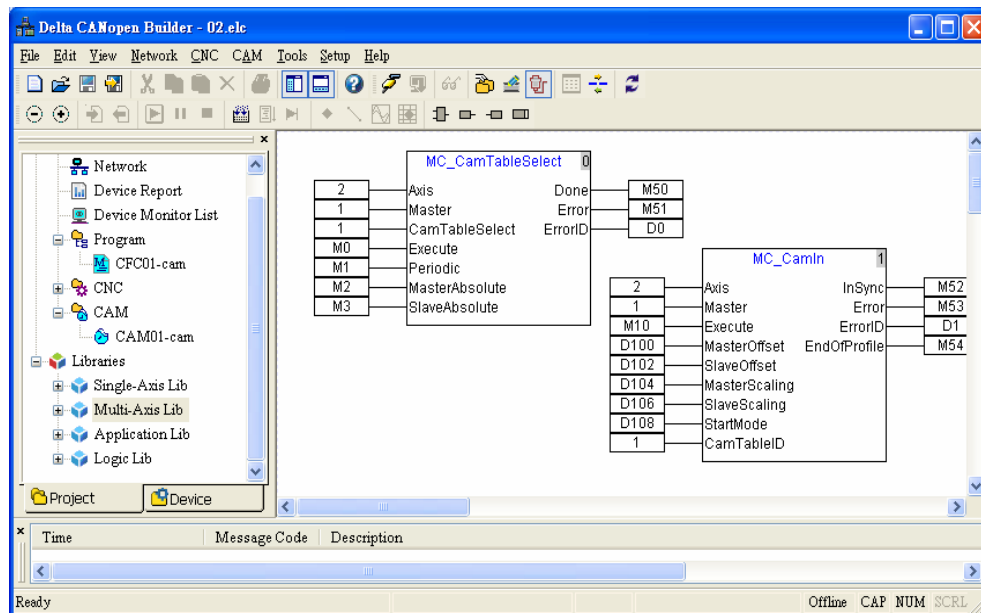 Delta CANopen Builder - 02.elc
File Edit View Network CNC CAM Tools Setup Help
Network
Device Report
Device Monitor List
Program
CFC01-cam
CNC
CAM
CAM01-cam
Libraries
Single-Axis Lib
Multi-Axis Lib
Application Lib
Logic Lib
Project Device
MC_CamTableSelect 0
2 Axis Done M50
1 Master Error M51
1 CamTableSelect ErrorID D0
M0 Execute
M1 Periodic
M2 MasterAbsolute
M3 SlaveAbsolute
MC_CamIn 1
2 Axis InSync M52
1 Master Error M53
M10 Execute ErrorID D1
D100 MasterOffset EndOfProfile M54
D102 SlaveOffset
D104 MasterScaling
D106 SlaveScaling
D108 StartMode
1 CamTableID
Time Message Code Description
Ready Offline CAP NUM SCRL